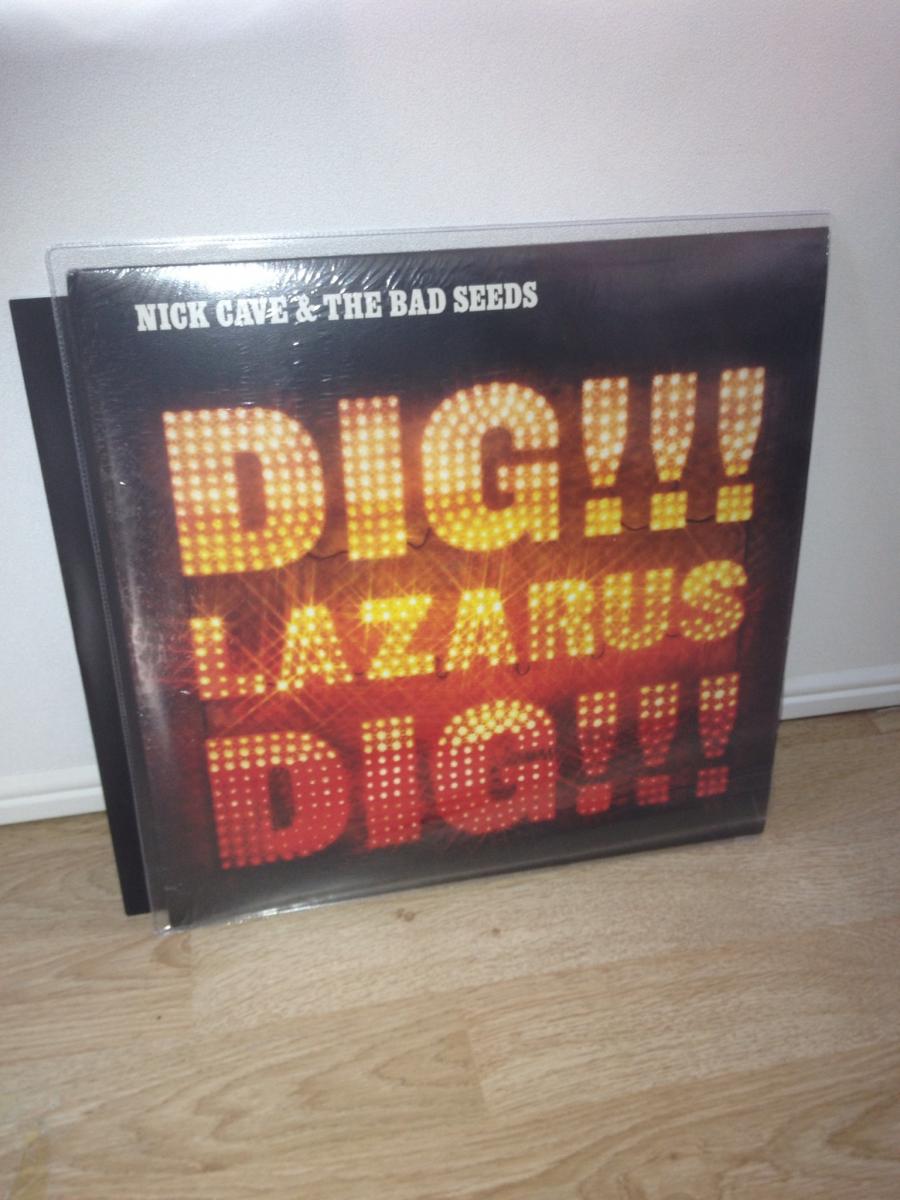 NICK CAVE & THE BAD SEEDS
DIG!!!
LAZARUS
DIG!!!